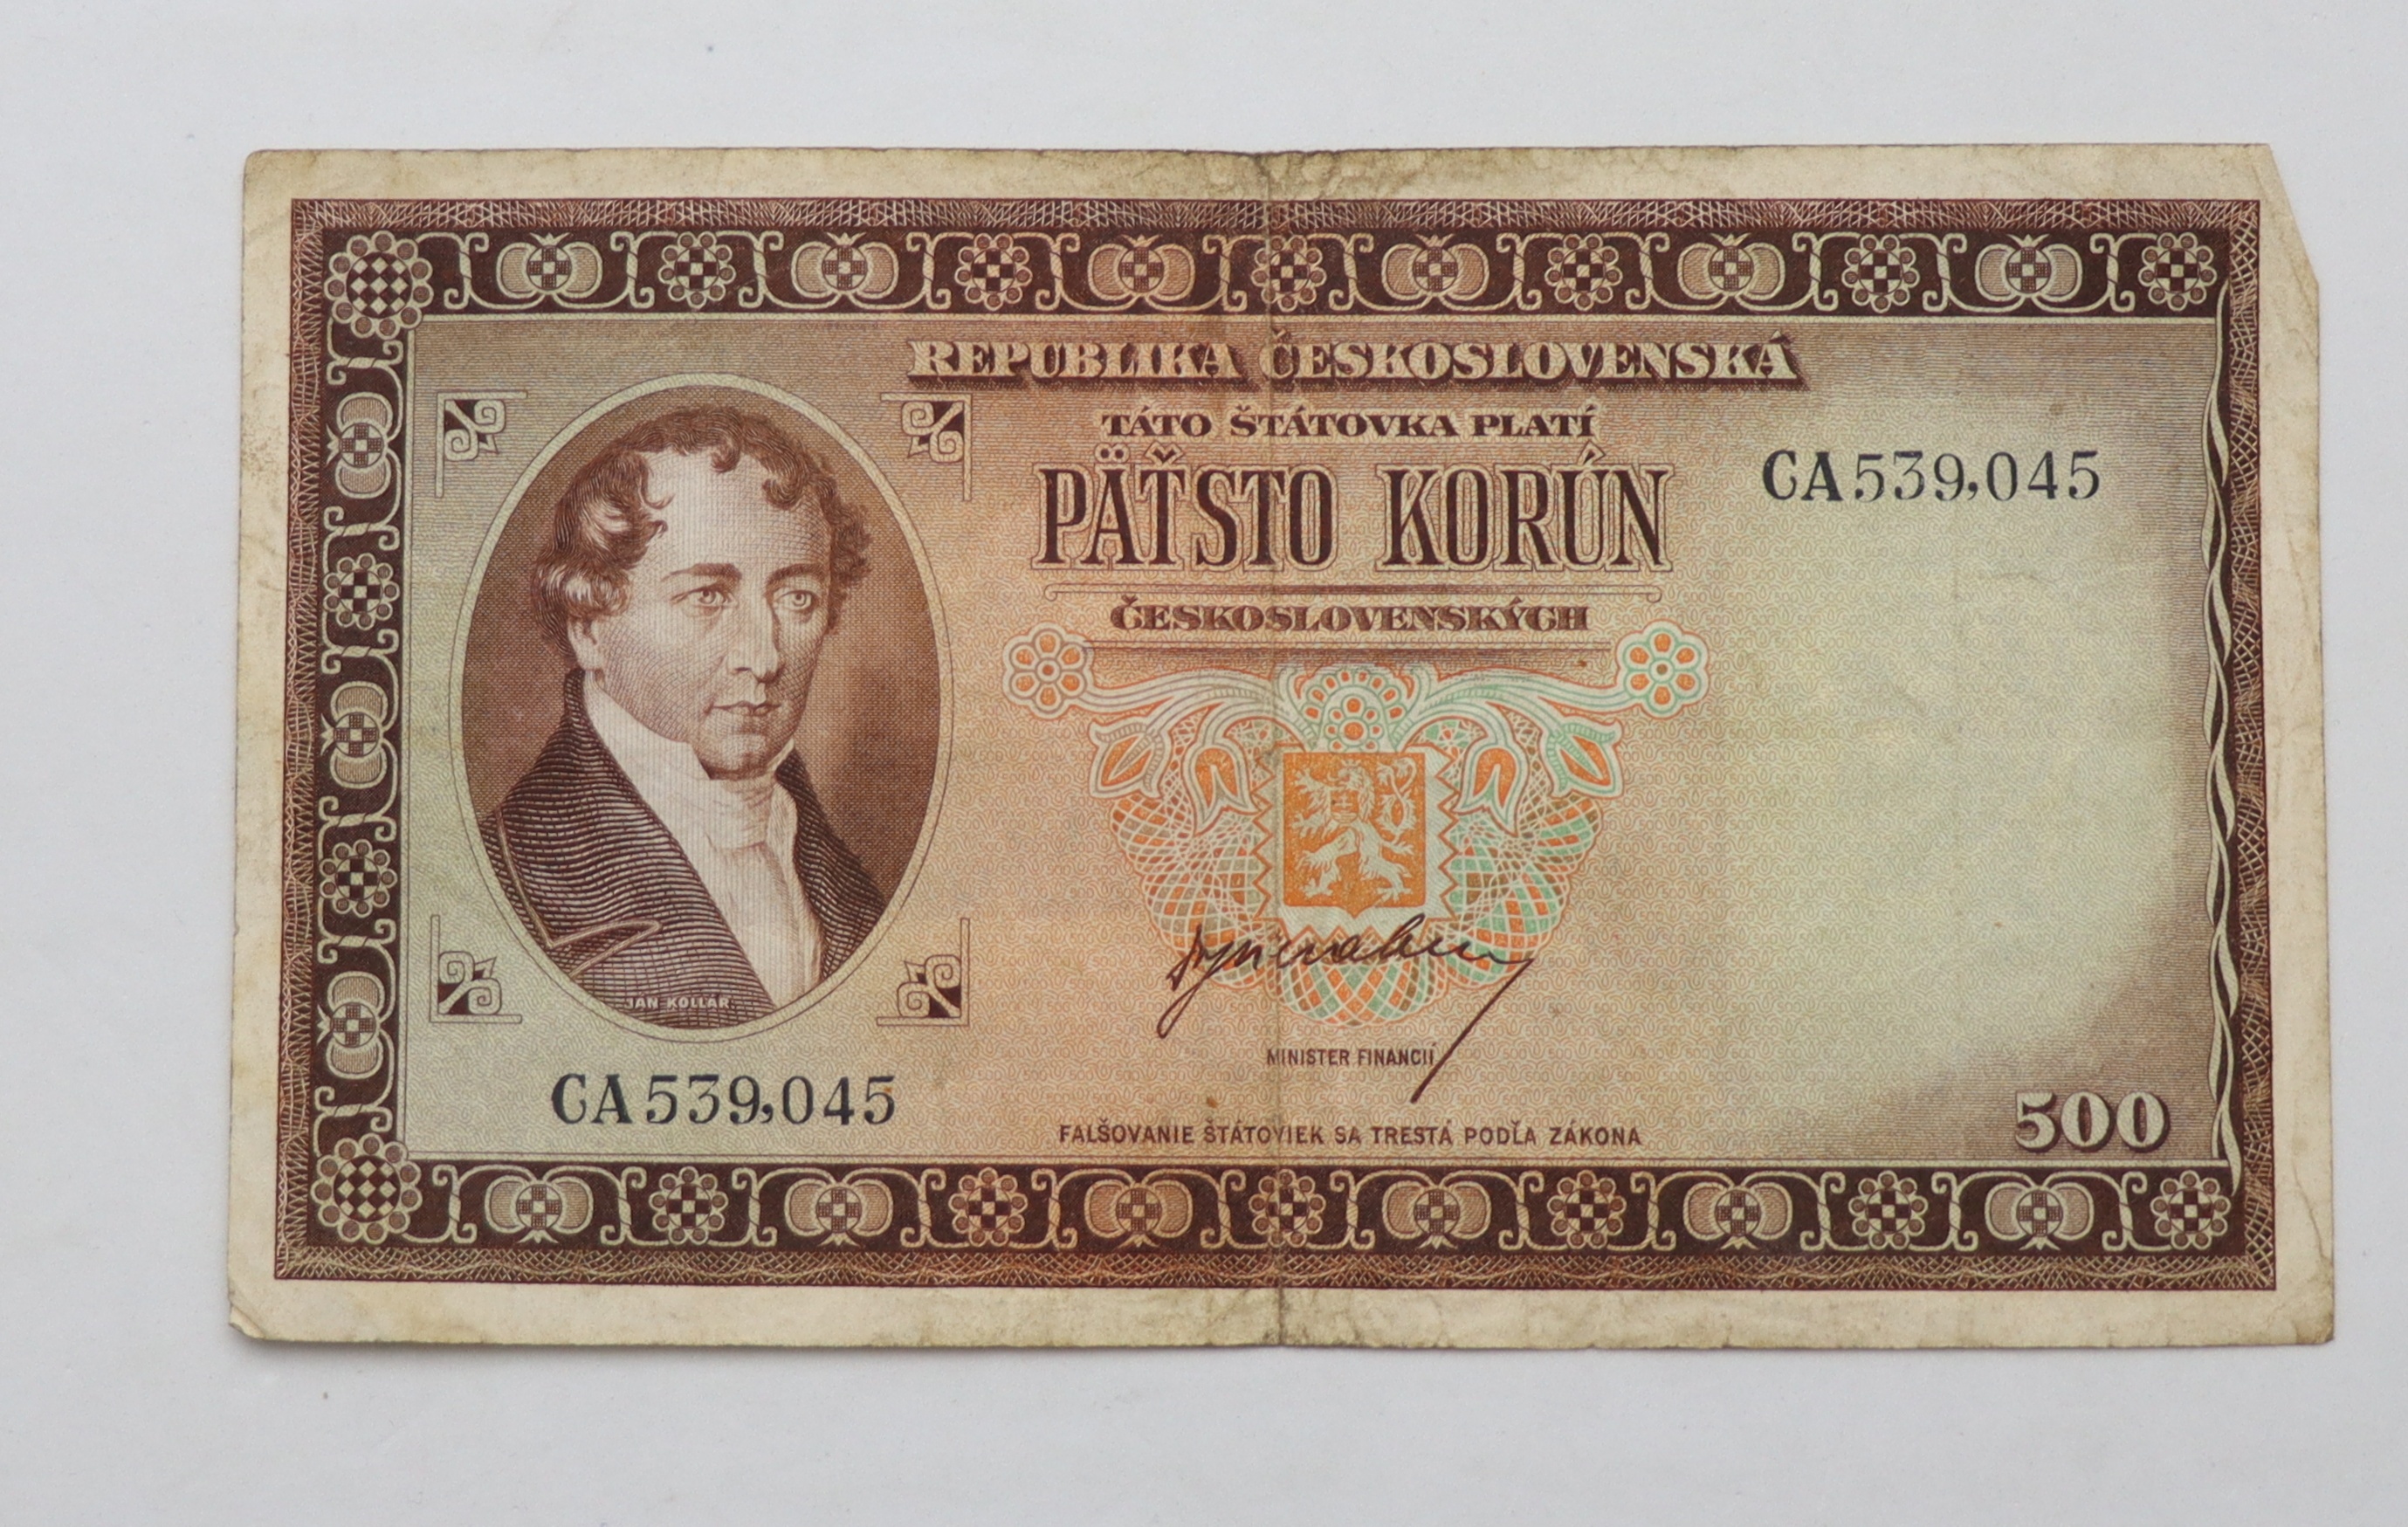 REPUBLIKA ČESKOSLOVENSKÁ
TÁTO ŠTÁTOVKA PLATÍ
PÄŤSTO KORÚN
ČESKOSLOVENSKÝCH
CA539,045
JÁN KOLLÁR.
CA539,045
MINISTER FINANCIÍ
FALŠOVANIE ŠTÁTOVIEK SA TRESTÁ PODĽA ZÁKONA
500